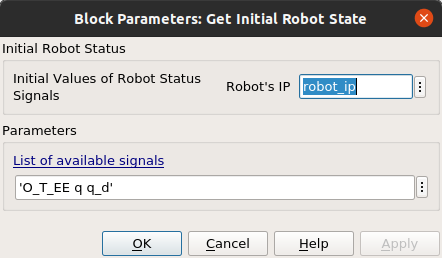 Block Parameters: Get Initial Robot State
Initial Robot Status
Initial Values of Robot Status
Signals
Robot's IP
robot_ip
Parameters
List of available signals
'O_T_EE q q_d'
OK
Cancel
Help
Apply